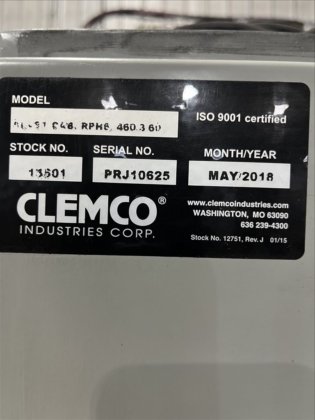 MODEL
RPH6, 460 3 60
ISO 9001 certified
STOCK NO.
SERIAL NO.
MONTH/YEAR
13601
PRJ10625
MAY/2018
CLEMCO®
INDUSTRIES CORP.
www.clemcoindustries.com
WASHINGTON, MO 63090
636 239-4300
Stock No. 12751, Rev. J 01/15